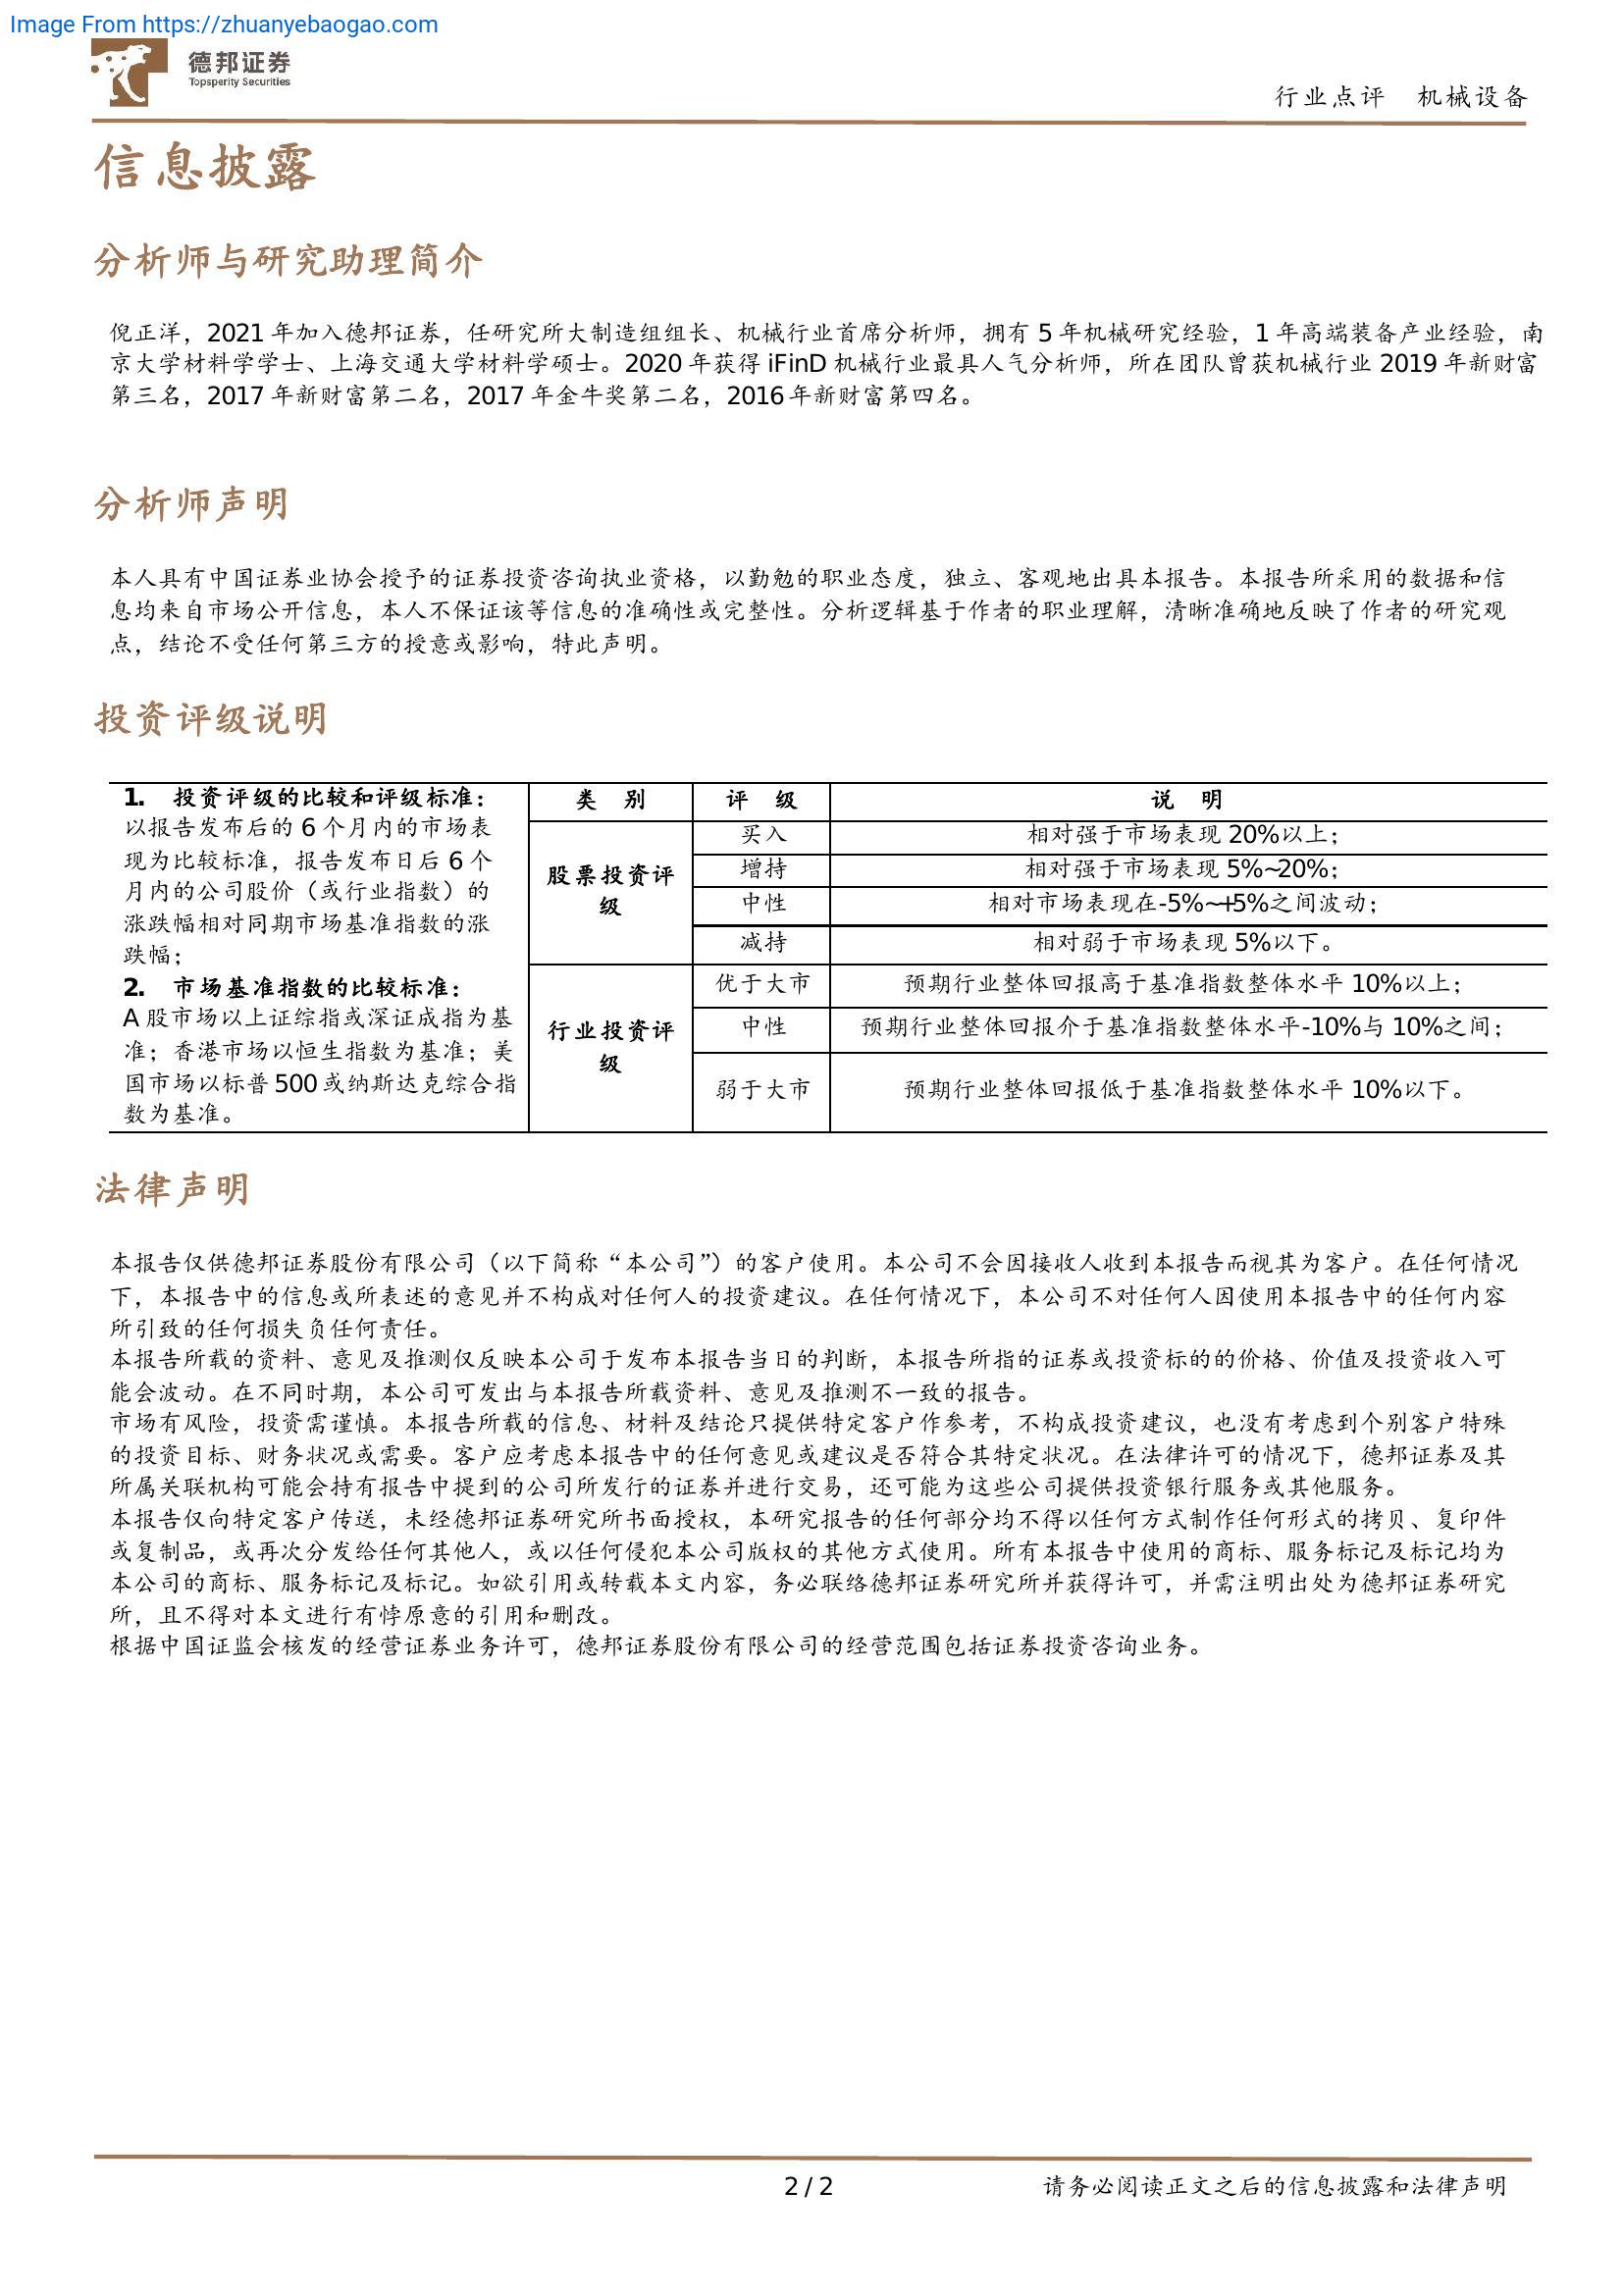 Image From https://zhuanyebaogao.com
德邦证券
Topsperity Securities
行业点评 机械设备
信息披露
分析师与研究助理简介
倪正洋，2021 年加入德邦证券，任研究所大制造组组长、机械行业首席分析师，拥有 5 年机械研究经验，1 年高端装备产业经验，南
京大学材料学学士、上海交通大学材料学硕士。2020 年获得 iFinD 机械行业最具人气分析师，所在团队曾获机械行业 2019 年新财富
第三名，2017 年新财富第二名，2017 年金牛奖第二名，2016 年新财富第四名。
分析师声明
本人具有中国证券业协会授予的证券投资咨询执业资格，以勤勉的职业态度，独立、客观地出具本报告。本报告所采用的数据和信
息均来自市场公开信息，本人不保证该等信息的准确性或完整性。分析逻辑基于作者的职业理解，清晰准确地反映了作者的研究观
点，结论不受任何第三方的授意或影响，特此声明。
投资评级说明
1. 投资评级的比较和评级标准：
以报告发布后的 6 个月内的市场表
现为比较标准，报告发布日后 6 个
月内的公司股价（或行业指数）的
涨跌幅相对同期市场基准指数的涨
跌幅；
2. 市场基准指数的比较标准：
A 股市场以上证综指或深证成指为基
准；香港市场以恒生指数为基准；美
国市场以标普 500 或纳斯达克综合指
数为基准。
类 别 评 级 说 明
股票投资评
级
买入 相对强于市场表现 20%以上；
增持 相对强于市场表现 5%~20%；
中性 相对市场表现在-5%~+5%之间波动；
减持 相对弱于市场表现 5%以下。
行业投资评
级
优于大市 预期行业整体回报高于基准指数整体水平 10%以上；
中性 预期行业整体回报介于基准指数整体水平-10%与 10%之间；
弱于大市 预期行业整体回报低于基准指数整体水平 10%以下。
法律声明
本报告仅供德邦证券股份有限公司（以下简称“本公司”）的客户使用。本公司不会因接收人收到本报告而视其为客户。在任何情况
下，本报告中的信息或所表述的意见并不构成对任何人的投资建议。在任何情况下，本公司不对任何人因使用本报告中的任何内容
所引致的任何损失负任何责任。
本报告所载的资料、意见及推测仅反映本公司于发布本报告当日的判断，本报告所指的证券或投资标的的价格、价值及投资收入可
能会波动。在不同时期，本公司可发出与本报告所载资料、意见及推测不一致的报告。
市场有风险，投资需谨慎。本报告所载的信息、材料及结论只提供特定客户作参考，不构成投资建议，也没有考虑到个别客户特殊
的投资目标、财务状况或需要。客户应考虑本报告中的任何意见或建议是否符合其特定状况。在法律许可的情况下，德邦证券及其
所属关联机构可能会持有报告中提到的公司所发行的证券并进行交易，还可能为这些公司提供投资银行服务或其他服务。
本报告仅向特定客户传送，未经德邦证券研究所书面授权，本研究报告的任何部分均不得以任何方式制作任何形式的拷贝、复印件
或复制品，或再次分发给任何其他人，或以任何侵犯本公司版权的其他方式使用。所有本报告中使用的商标、服务标记及标记均为
本公司的商标、服务标记及标记。如欲引用或转载本文内容，务必联络德邦证券研究所并获得许可，并需注明出处为德邦证券研究
所，且不得对本文进行有悖原意的引用和删改。
根据中国证监会核发的经营证券业务许可，德邦证券股份有限公司的经营范围包括证券投资咨询业务。
2 / 2 请务必阅读正文之后的信息披露和法律声明